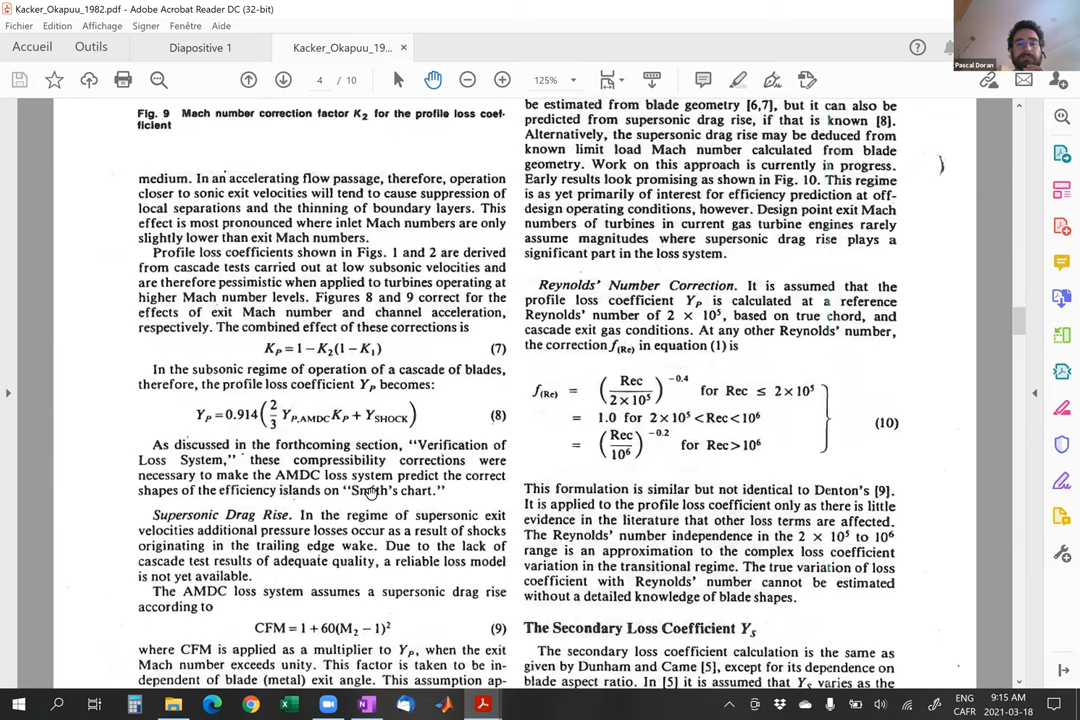 Kacker_Okapuu_1982.pdf - Adobe Acrobat Reader DC (32-bit)
Fichier Edition Affichage Signer Fenêtre Aide
Accueil Outils Diapositive 1 Kacker_Okapuu_19... ×
4 / 10 125%
Pascal Doran
Fig. 9 Mach number correction factor K2 for the profile loss coef-
ficient
medium. In an accelerating flow passage, therefore, operation
closer to sonic exit velocities will tend to cause suppression of
local separations and the thinning of boundary layers. This
effect is most pronounced where inlet Mach numbers are only
slightly lower than exit Mach numbers.
Profile loss coefficients shown in Figs. 1 and 2 are derived
from cascade tests carried out at low subsonic velocities and
are therefore pessimistic when applied to turbines operating at
higher Mach number levels. Figures 8 and 9 correct for the
effects of exit Mach number and channel acceleration,
respectively. The combined effect of these corrections is
K_P = 1 − K_2(1 − K_1) (7)
In the subsonic regime of operation of a cascade of blades,
therefore, the profile loss coefficient Y_P becomes:
Y_P = 0.914 ( 2/3 Y_P,AMDC K_P + Y_SHOCK ) (8)
As discussed in the forthcoming section, "Verification of
Loss System," these compressibility corrections were
necessary to make the AMDC loss system predict the correct
shapes of the efficiency islands on "Smith's chart."
Supersonic Drag Rise. In the regime of supersonic exit
velocities additional pressure losses occur as a result of shocks
originating in the trailing edge wake. Due to the lack of
cascade test results of adequate quality, a reliable loss model
is not yet available.
The AMDC loss system assumes a supersonic drag rise
according to
CFM = 1 + 60(M_2 − 1)² (9)
where CFM is applied as a multiplier to Y_P, when the exit
Mach number exceeds unity. This factor is taken to be in-
dependent of blade (metal) exit angle. This assumption ap-
be estimated from blade geometry [6,7], but it can also be
predicted from supersonic drag rise, if that is known [8].
Alternatively, the supersonic drag rise may be deduced from
known limit load Mach number calculated from blade
geometry. Work on this approach is currently in progress.
Early results look promising as shown in Fig. 10. This regime
is as yet primarily of interest for efficiency prediction at off-
design operating conditions, however. Design point exit Mach
numbers of turbines in current gas turbine engines rarely
assume magnitudes where supersonic drag rise plays a
significant part in the loss system.
Reynolds' Number Correction. It is assumed that the
profile loss coefficient Y_P is calculated at a reference
Reynolds' number of 2 × 10⁵, based on true chord, and
cascade exit gas conditions. At any other Reynolds' number,
the correction f_(Re) in equation (1) is
f_(Re) = ( Rec / 2 × 10⁵ )^−0.4 for Rec ≤ 2 × 10⁵
= 1.0 for 2 × 10⁵ < Rec < 10⁶ (10)
= ( Rec / 10⁶ )^−0.2 for Rec > 10⁶
This formulation is similar but not identical to Denton's [9].
It is applied to the profile loss coefficient only as there is little
evidence in the literature that other loss terms are affected.
The Reynolds' number independence in the 2 × 10⁵ to 10⁶
range is an approximation to the complex loss coefficient
variation in the transitional regime. The true variation of loss
coefficient with Reynolds' number cannot be estimated
without a detailed knowledge of blade shapes.
The Secondary Loss Coefficient Y_S
The secondary loss coefficient calculation is the same as
given by Dunham and Came [5], except for its dependence on
blade aspect ratio. In [5] it is assumed that Y_S varies as the
ENG 9:15 AM
CAFR 2021-03-18